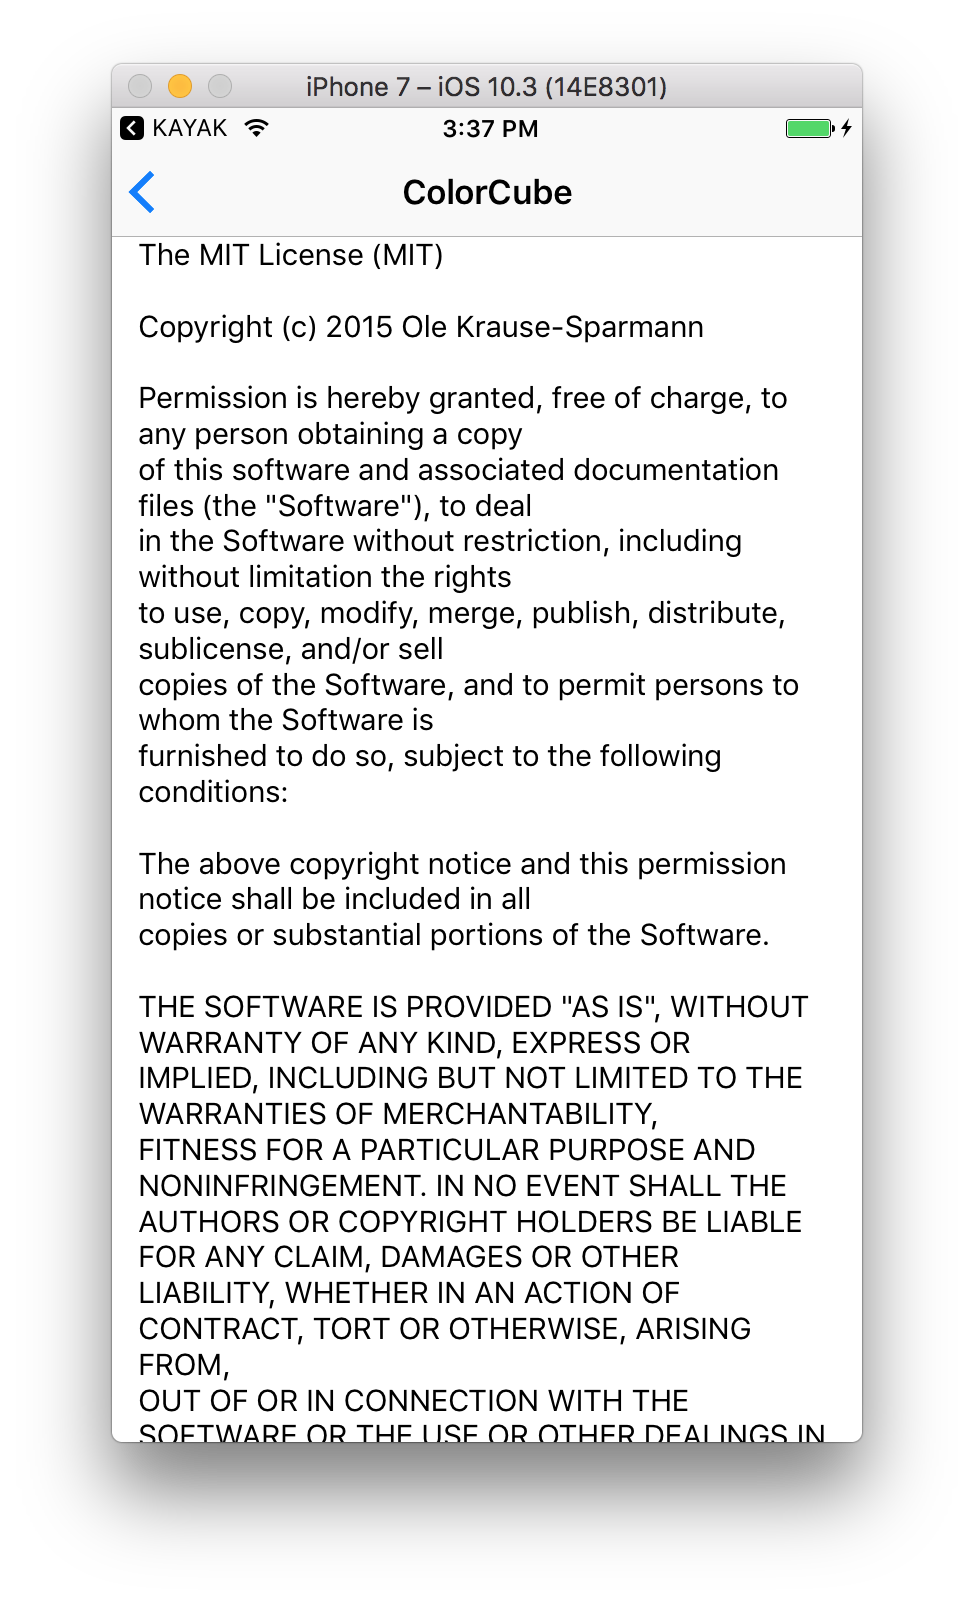 iPhone 7 – iOS 10.3 (14E8301)
KAYAK 3:37 PM
ColorCube
The MIT License (MIT)
Copyright (c) 2015 Ole Krause-Sparmann
Permission is hereby granted, free of charge, to
any person obtaining a copy
of this software and associated documentation
files (the "Software"), to deal
in the Software without restriction, including
without limitation the rights
to use, copy, modify, merge, publish, distribute,
sublicense, and/or sell
copies of the Software, and to permit persons to
whom the Software is
furnished to do so, subject to the following
conditions:
The above copyright notice and this permission
notice shall be included in all
copies or substantial portions of the Software.
THE SOFTWARE IS PROVIDED "AS IS", WITHOUT
WARRANTY OF ANY KIND, EXPRESS OR
IMPLIED, INCLUDING BUT NOT LIMITED TO THE
WARRANTIES OF MERCHANTABILITY,
FITNESS FOR A PARTICULAR PURPOSE AND
NONINFRINGEMENT. IN NO EVENT SHALL THE
AUTHORS OR COPYRIGHT HOLDERS BE LIABLE
FOR ANY CLAIM, DAMAGES OR OTHER
LIABILITY, WHETHER IN AN ACTION OF
CONTRACT, TORT OR OTHERWISE, ARISING
FROM,
OUT OF OR IN CONNECTION WITH THE
SOFTWARE OR THE USE OR OTHER DEALINGS IN